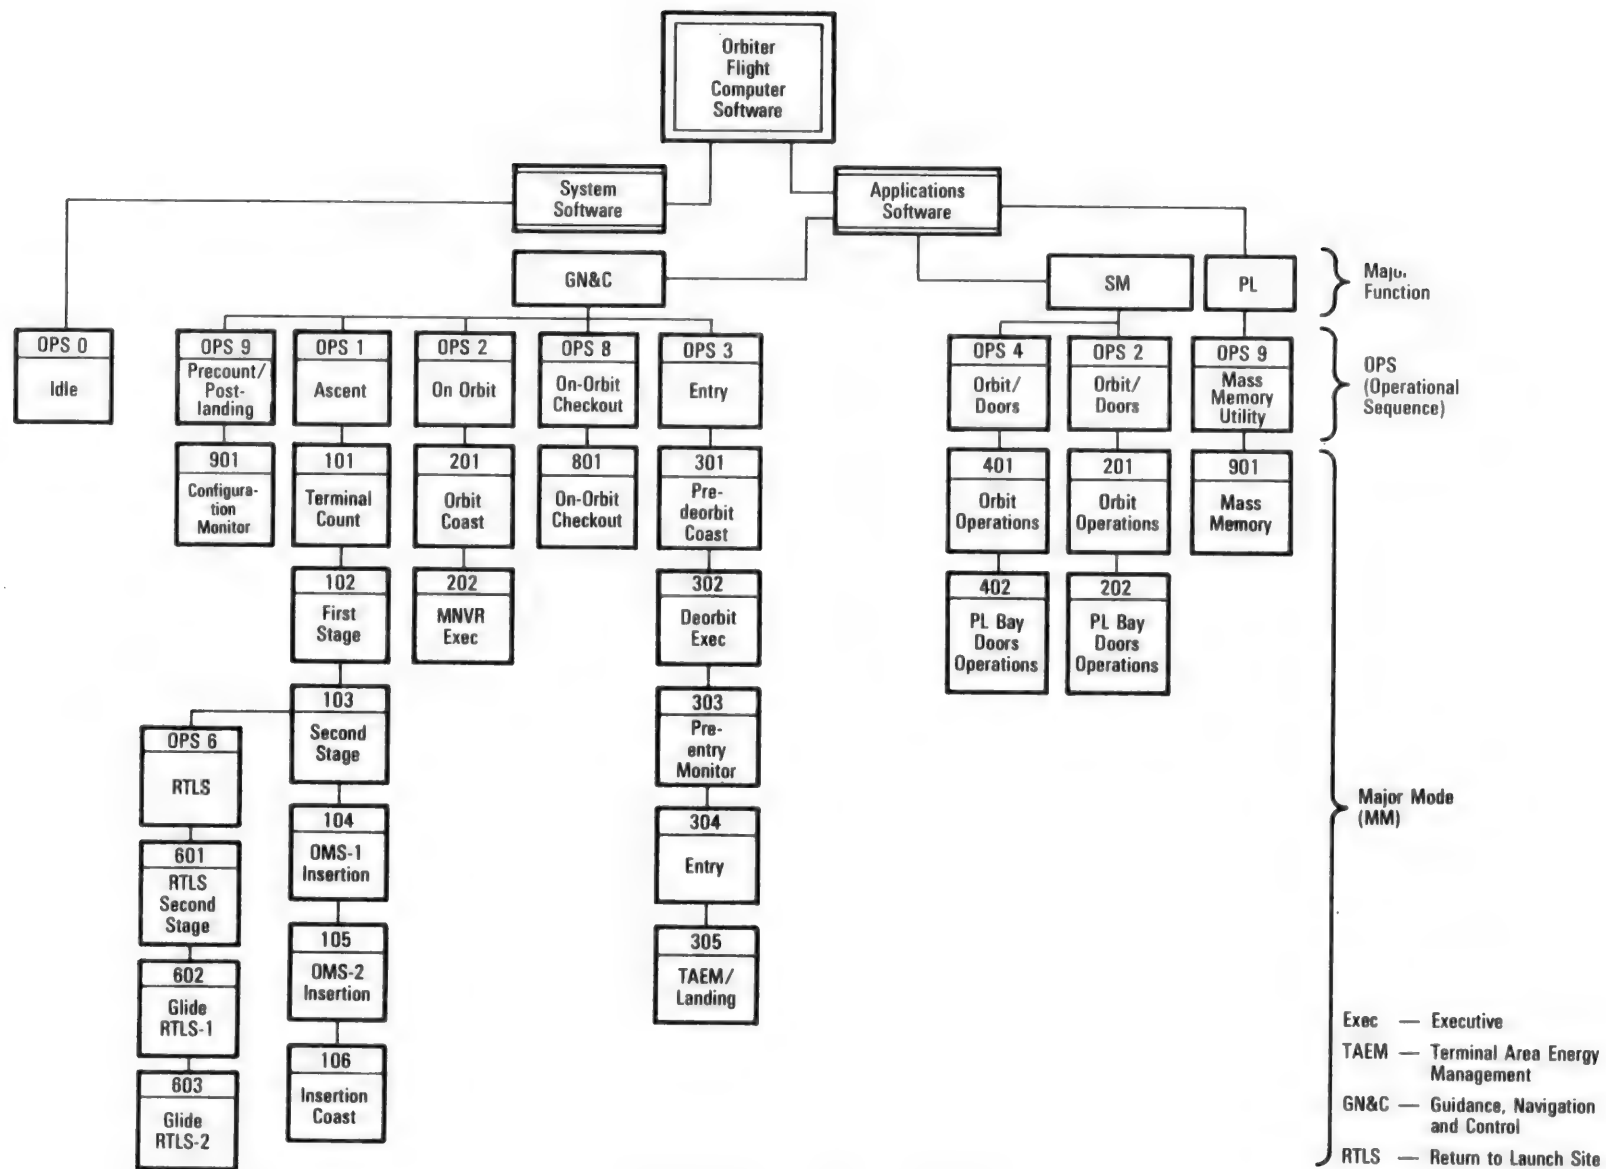 Orbiter
Flight
Computer
Software
System
Software
Applications
Software
GN&C
SM
PL
Major
Function
OPS 0
Idle
OPS 9
Precount/
Post-
landing
OPS 1
Ascent
OPS 2
On Orbit
OPS 8
On-Orbit
Checkout
OPS 3
Entry
OPS 4
Orbit/
Doors
OPS 2
Orbit/
Doors
OPS 9
Mass
Memory
Utility
OPS
(Operational
Sequence)
901
Configura-
tion
Monitor
101
Terminal
Count
201
Orbit
Coast
801
On-Orbit
Checkout
301
Pre-
deorbit
Coast
401
Orbit
Operations
201
Orbit
Operations
901
Mass
Memory
102
First
Stage
202
MNVR
Exec
302
Deorbit
Exec
402
PL Bay
Doors
Operations
202
PL Bay
Doors
Operations
103
Second
Stage
303
Pre-
entry
Monitor
OPS 6
RTLS
104
OMS-1
Insertion
304
Entry
Major Mode
(MM)
601
RTLS
Second
Stage
105
OMS-2
Insertion
305
TAEM/
Landing
602
Glide
RTLS-1
106
Insertion
Coast
603
Glide
RTLS-2
Exec — Executive
TAEM — Terminal Area Energy
Management
GN&C — Guidance, Navigation
and Control
RTLS — Return to Launch Site